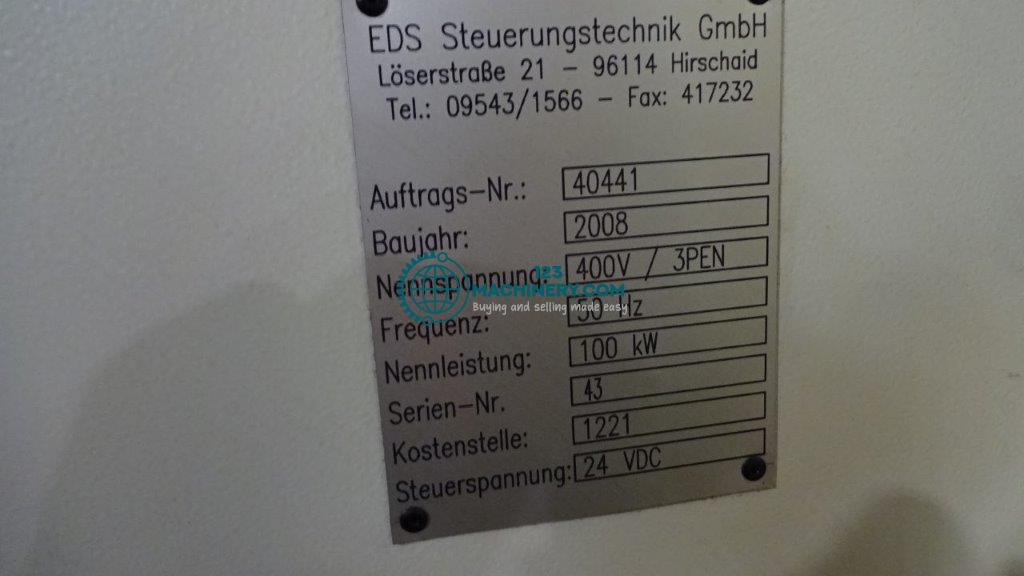 EDS Steuerungstechnik GmbH
Löserstraße 21 - 96114 Hirschaid
Tel.: 09543/1566 - Fax: 417232
Auftrags-Nr.: 40441
Baujahr: 2008
Nennspannung: 400V / 3PEN
Frequenz: 50 Hz
Nennleistung: 100 kW
Serien-Nr. 43
Kostenstelle: 1221
Steuerspannung: 24 VDC
123
MACHINERY.COM
Buying and selling made easy